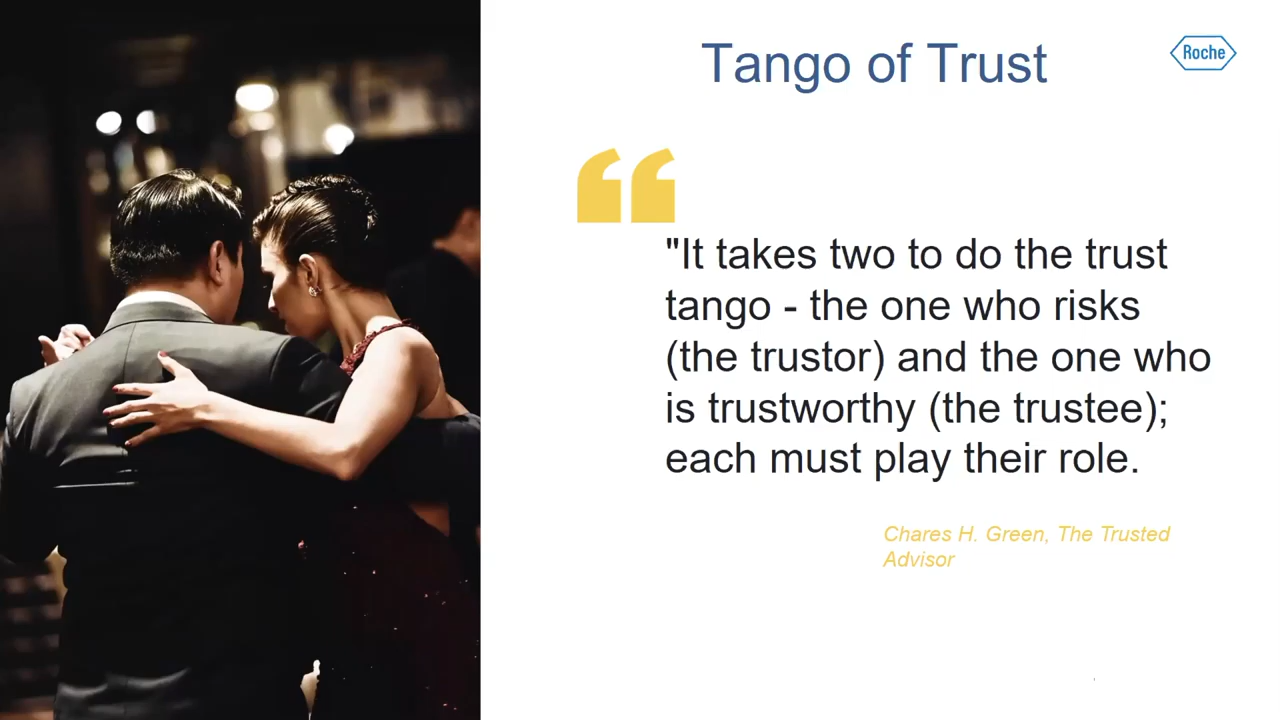 Tango of Trust
Roche
"It takes two to do the trust
tango - the one who risks
(the trustor) and the one who
is trustworthy (the trustee);
each must play their role.
Chares H. Green, The Trusted
Advisor